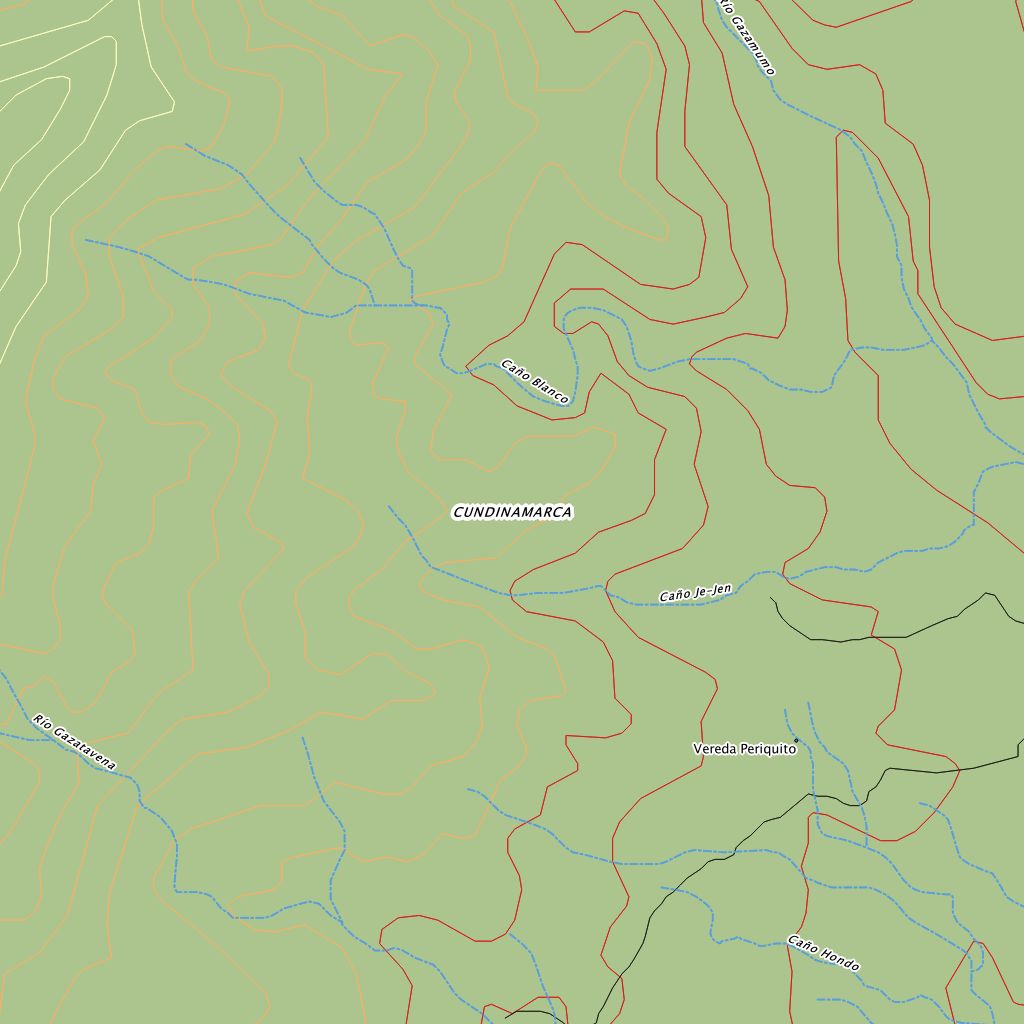 Río Gazamumo
Caño Blanco
CUNDINAMARCA
Caño Je-Jen
Río Gazatavena
Vereda Periquito
Caño Hondo